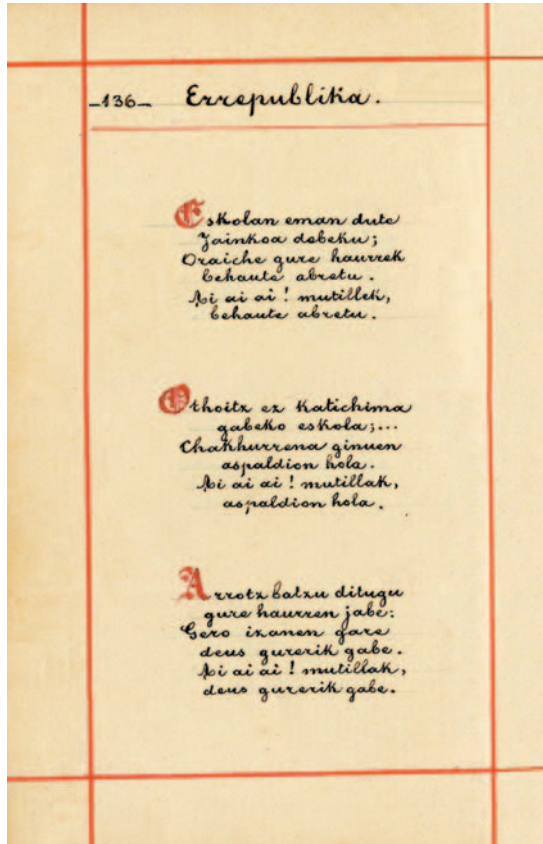 -136- Errepublika.
Eskolan eman dute
Jainkoa debeku;
Oraiche gure haurrek
behaute abretu.
Ai ai ai! mutillek,
behaute abretu.
Othoitz ez Katichima
gabeko eskola;...
Chakhurrena ginuen
aspaldion hola.
Ai ai ai! mutillak,
aspaldion hola.
Arrotz batzu ditugu
gure haurren jabe:
Gero izanen gare
deus gurerik gabe.
Ai ai ai! mutillak,
deus gurerik gabe.